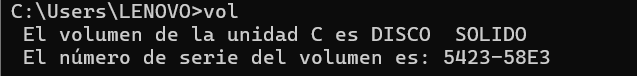 C:\Users\LENOVO>vol
El volumen de la unidad C es DISCO  SOLIDO
El número de serie del volumen es: 5423-58E3